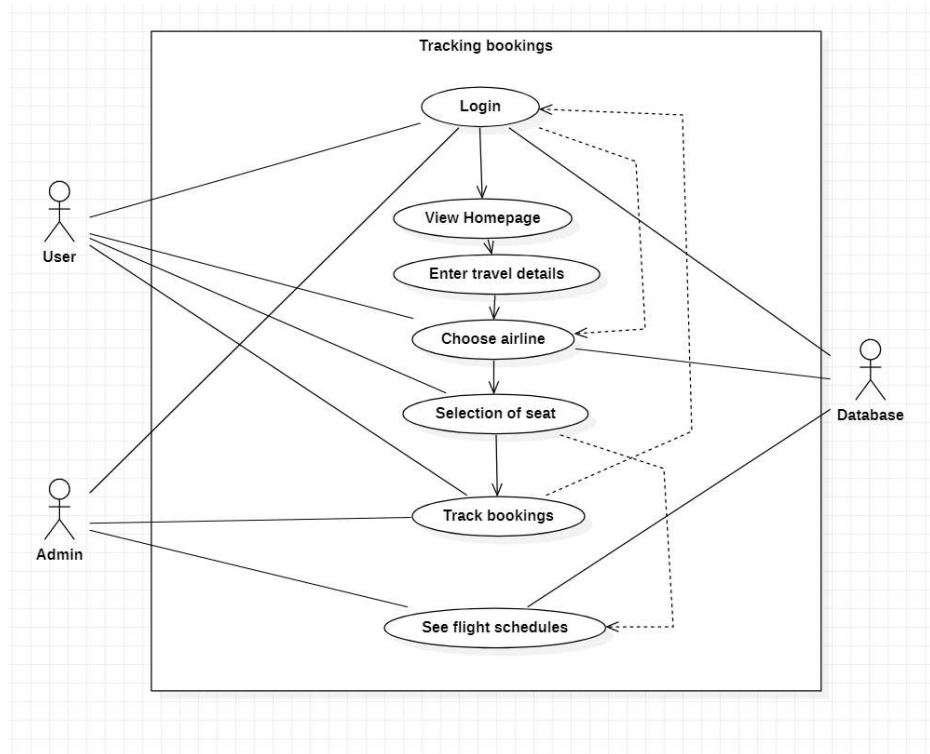 Tracking bookings
Login
View Homepage
User
Enter travel details
Choose airline
Selection of seat
Database
Track bookings
Admin
See flight schedules